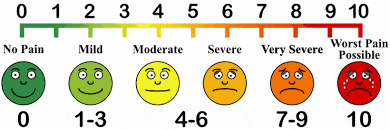 0 1 2 3 4 5 6 7 8 9 10
No Pain Mild Moderate Severe Very Severe Worst Pain
Possible
0 1-3 4-6 7-9 10